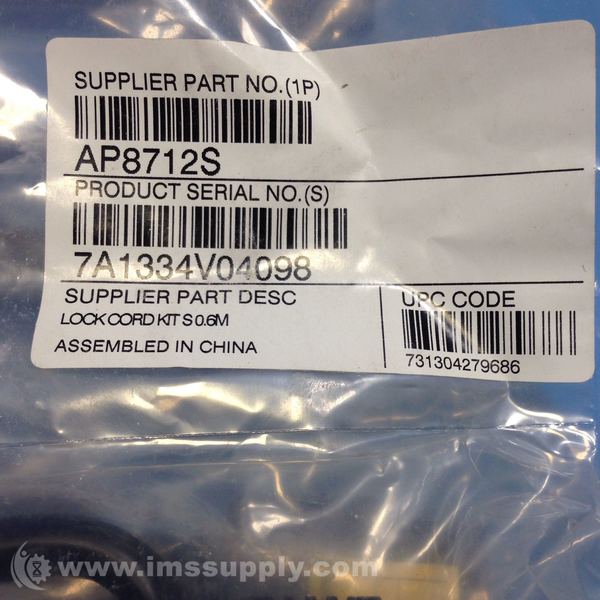 SUPPLIER PART NO.(1P)
AP8712S
PRODUCT SERIAL NO.(S)
7A1334V04098
SUPPLIER PART DESC
LOCK CORD KIT S 0.6M
ASSEMBLED IN CHINA
UPC CODE
731304279686
www.imssupply.com